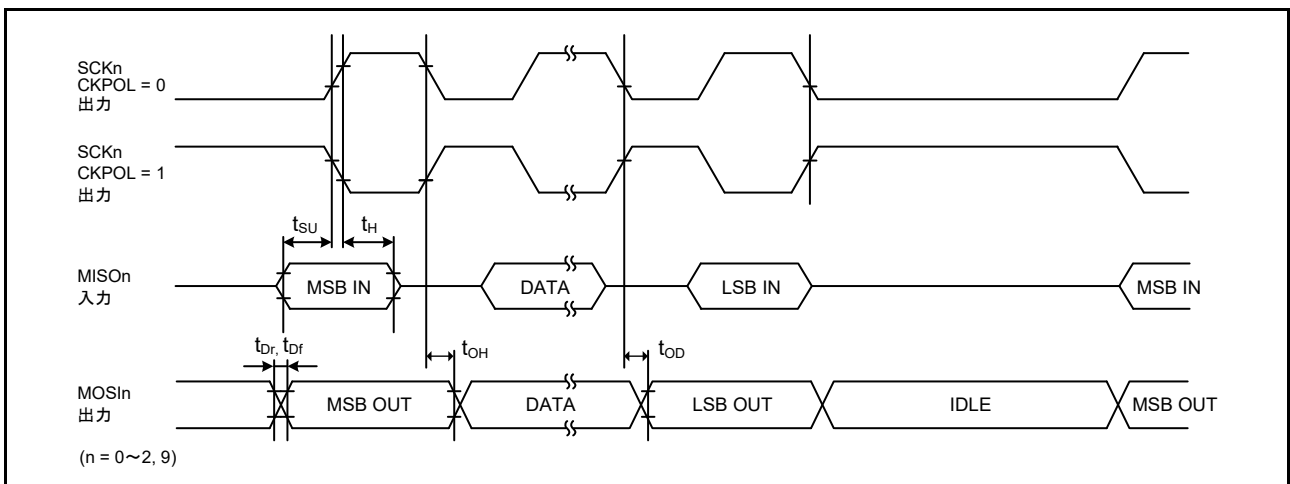 SCKn
CKPOL = 0
出力
SCKn
CKPOL = 1
出力
tSU
tH
MISOn
入力
MSB IN
DATA
LSB IN
MSB IN
tDr, tDf
tOH
tOD
MOSIn
出力
MSB OUT
DATA
LSB OUT
IDLE
MSB OUT
(n = 0〜2, 9)